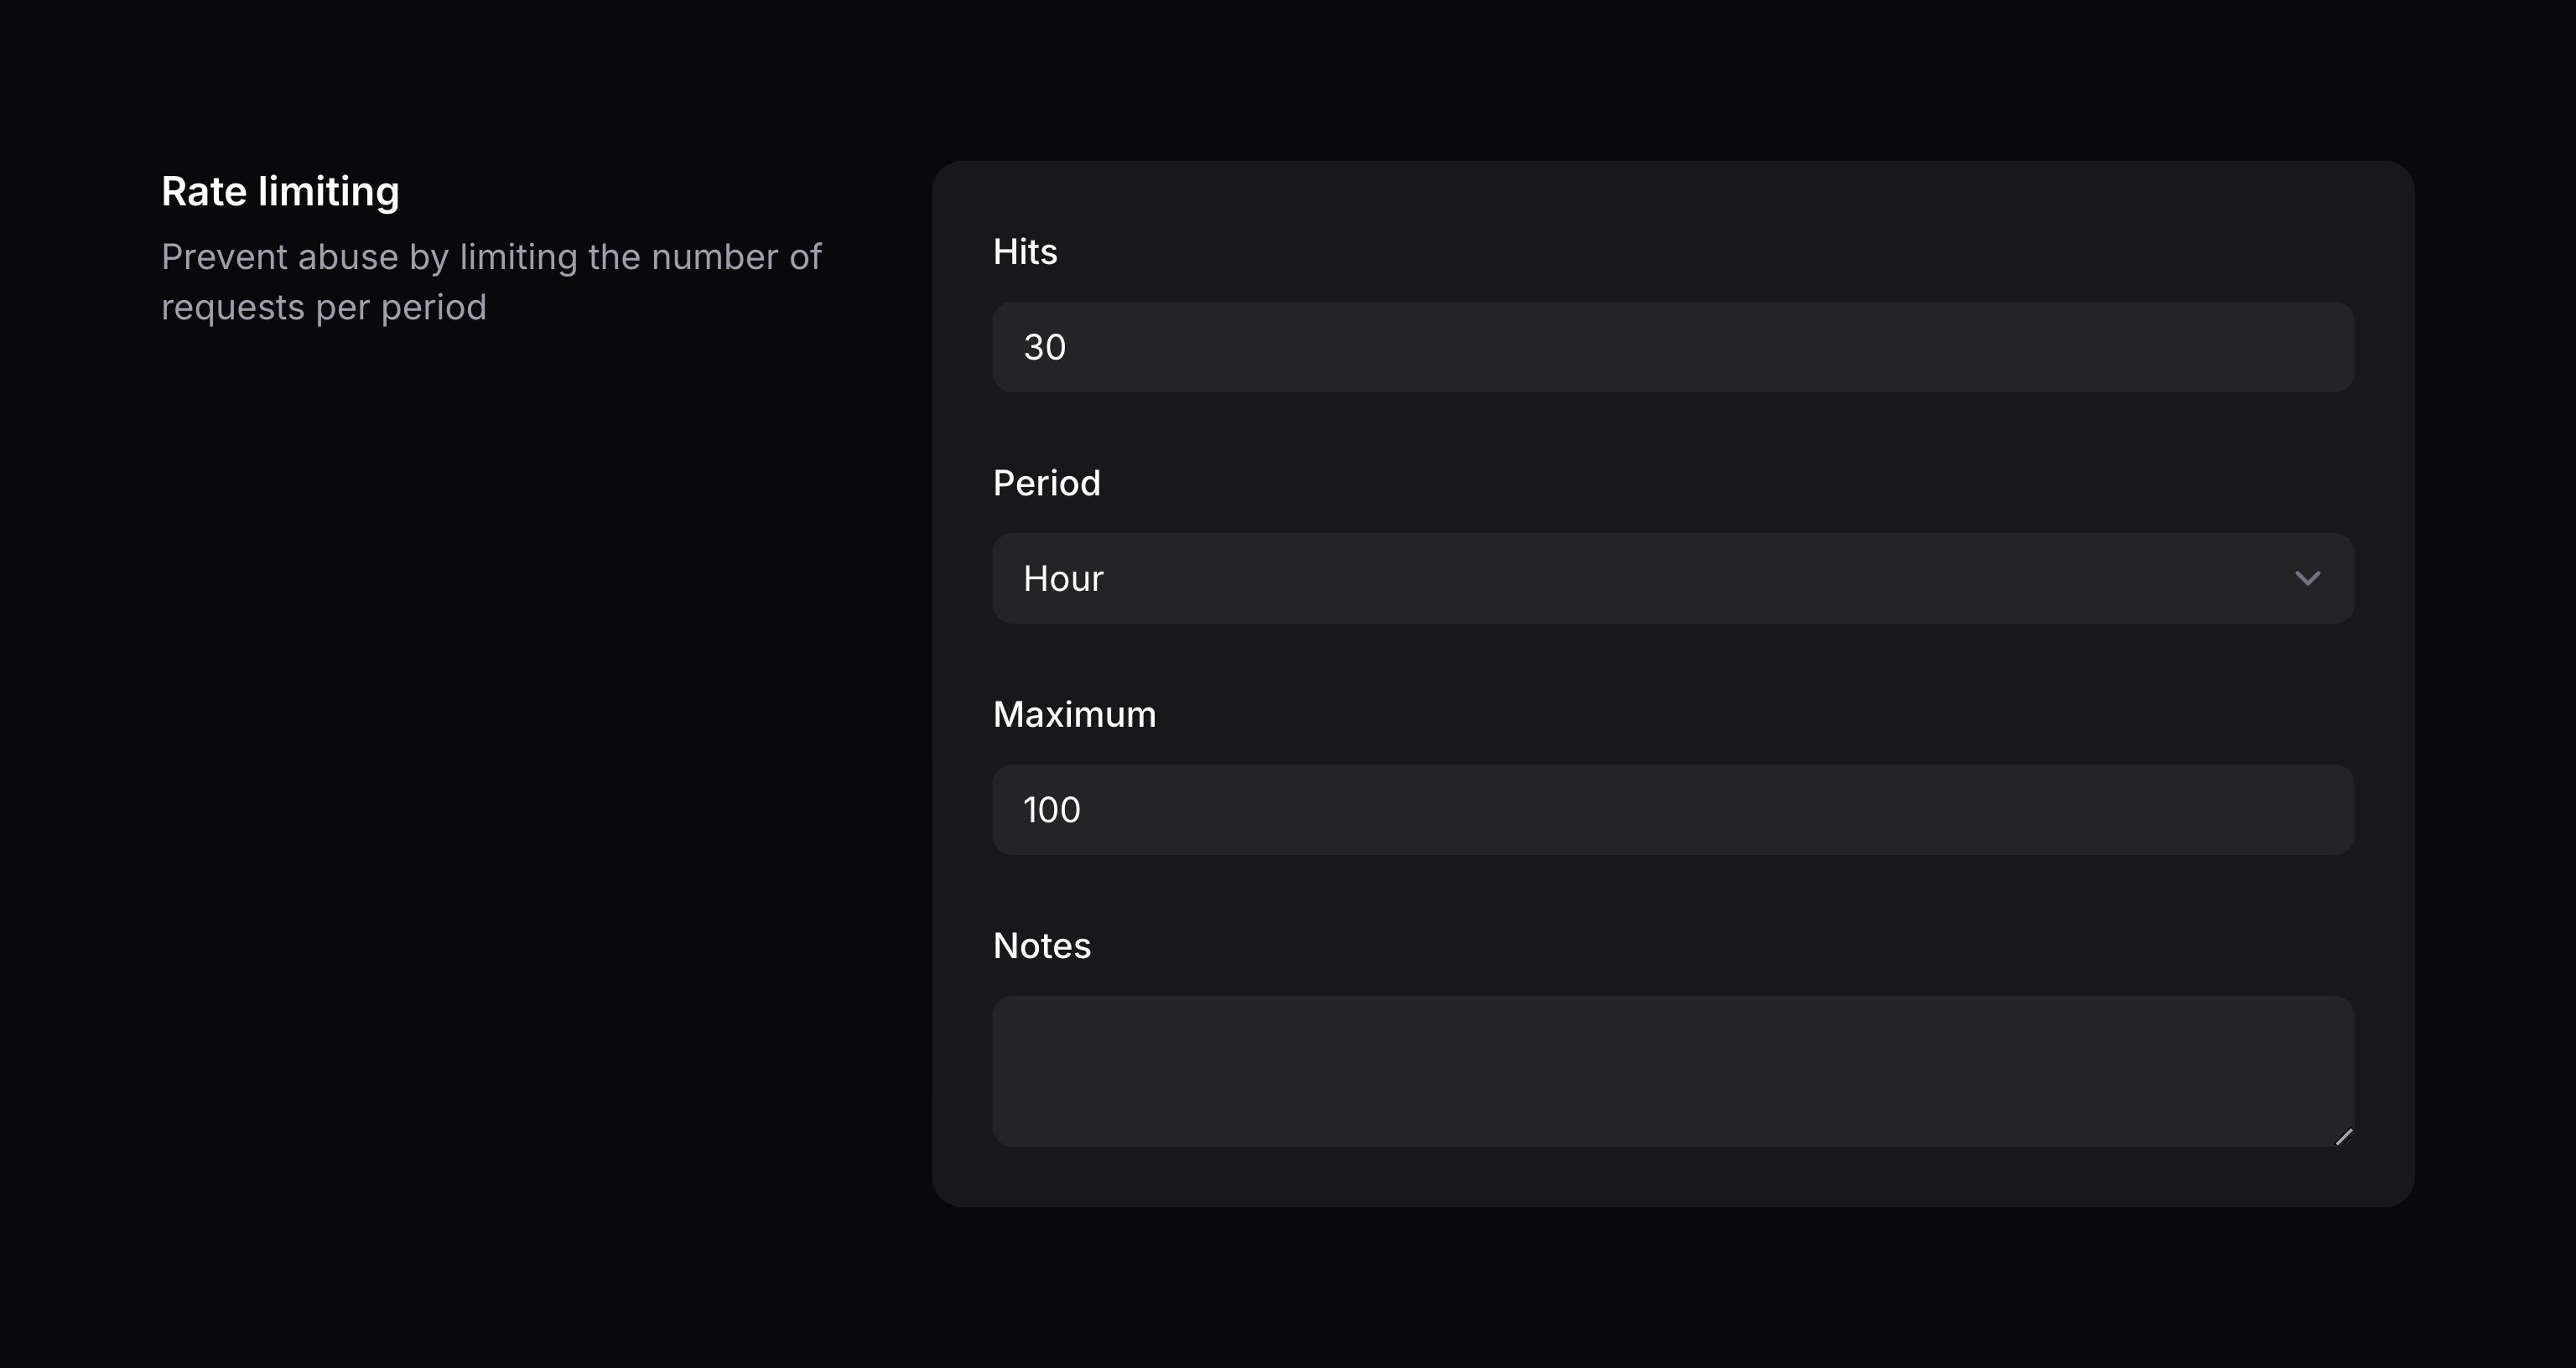 Rate limiting
Prevent abuse by limiting the number of
requests per period
Hits
30
Period
Hour
Maximum
100
Notes